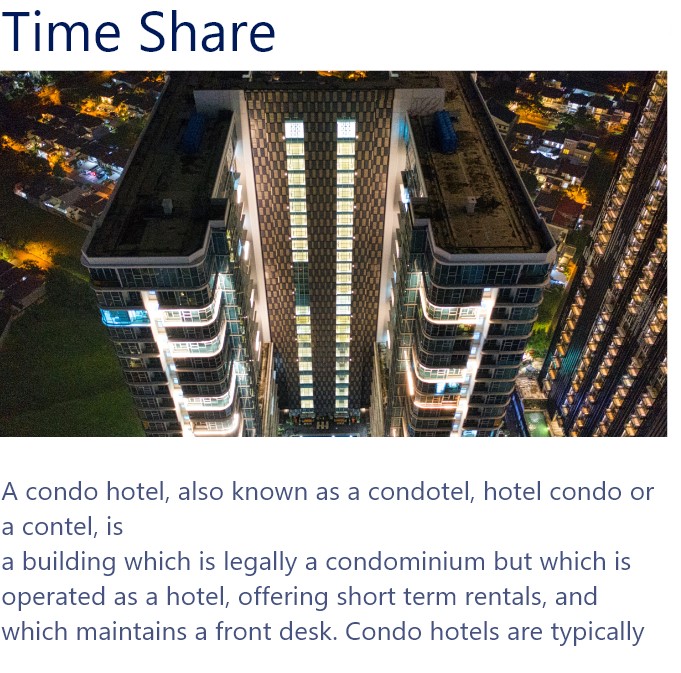 Time Share
A condo hotel, also known as a condotel, hotel condo or
a contel, is
a building which is legally a condominium but which is
operated as a hotel, offering short term rentals, and
which maintains a front desk. Condo hotels are typically